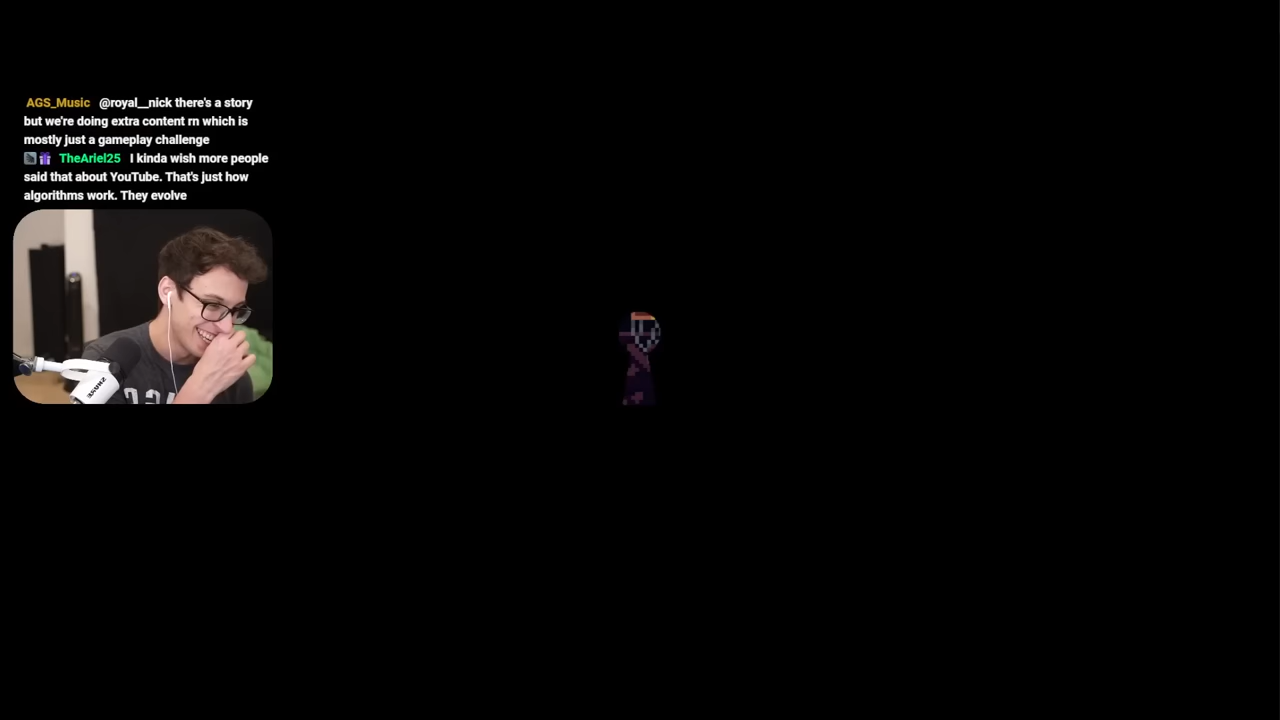 AGS_Music @royal__nick there's a story
but we're doing extra content rn which is
mostly just a gameplay challenge
TheAriel25 I kinda wish more people
said that about YouTube. That's just how
algorithms work. They evolve